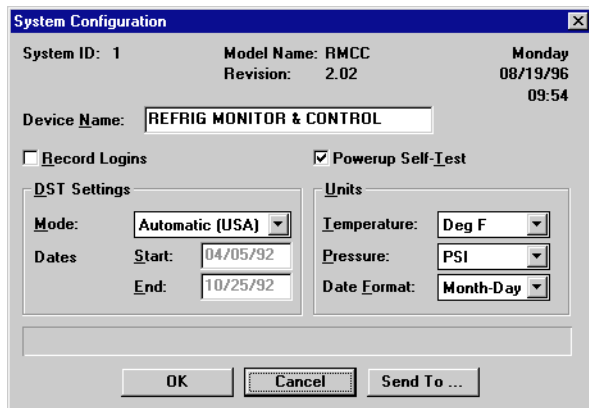 System Configuration
System ID: 1 Model Name: RMCC Monday
Revision: 2.02 08/19/96
09:54
Device Name: REFRIG MONITOR & CONTROL
Record Logins Powerup Self-Test
DST Settings
Mode: Automatic (USA)
Dates Start: 04/05/92
End: 10/25/92
Units
Temperature: Deg F
Pressure: PSI
Date Format: Month-Day
OK Cancel Send To ...